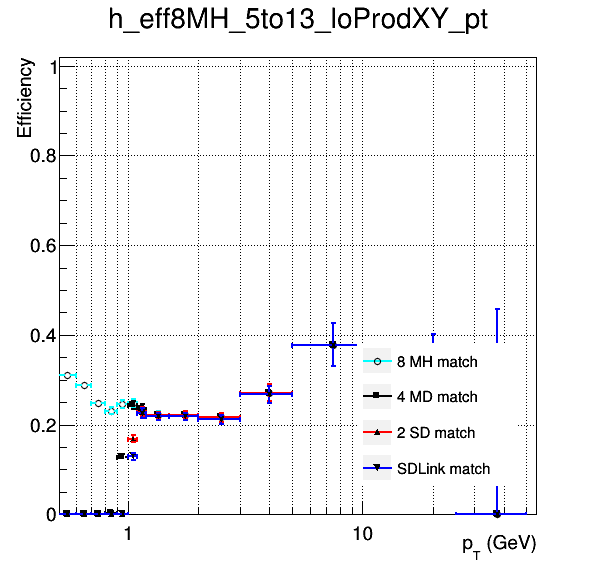 h_eff8MH_5to13_loProdXY_pt
Efficiency
1
0.8
0.6
0.4
0.2
0
8 MH match
4 MD match
2 SD match
SDLink match
1
10
p_T (GeV)